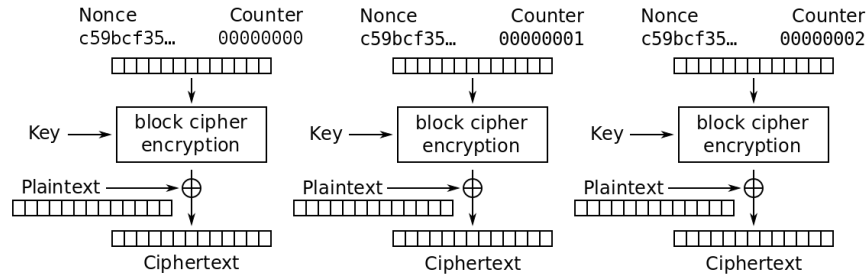 Nonce Counter
c59bcf35… 00000000
Key
block cipher
encryption
Plaintext
Ciphertext
Nonce Counter
c59bcf35… 00000001
Key
block cipher
encryption
Plaintext
Ciphertext
Nonce Counter
c59bcf35… 00000002
Key
block cipher
encryption
Plaintext
Ciphertext